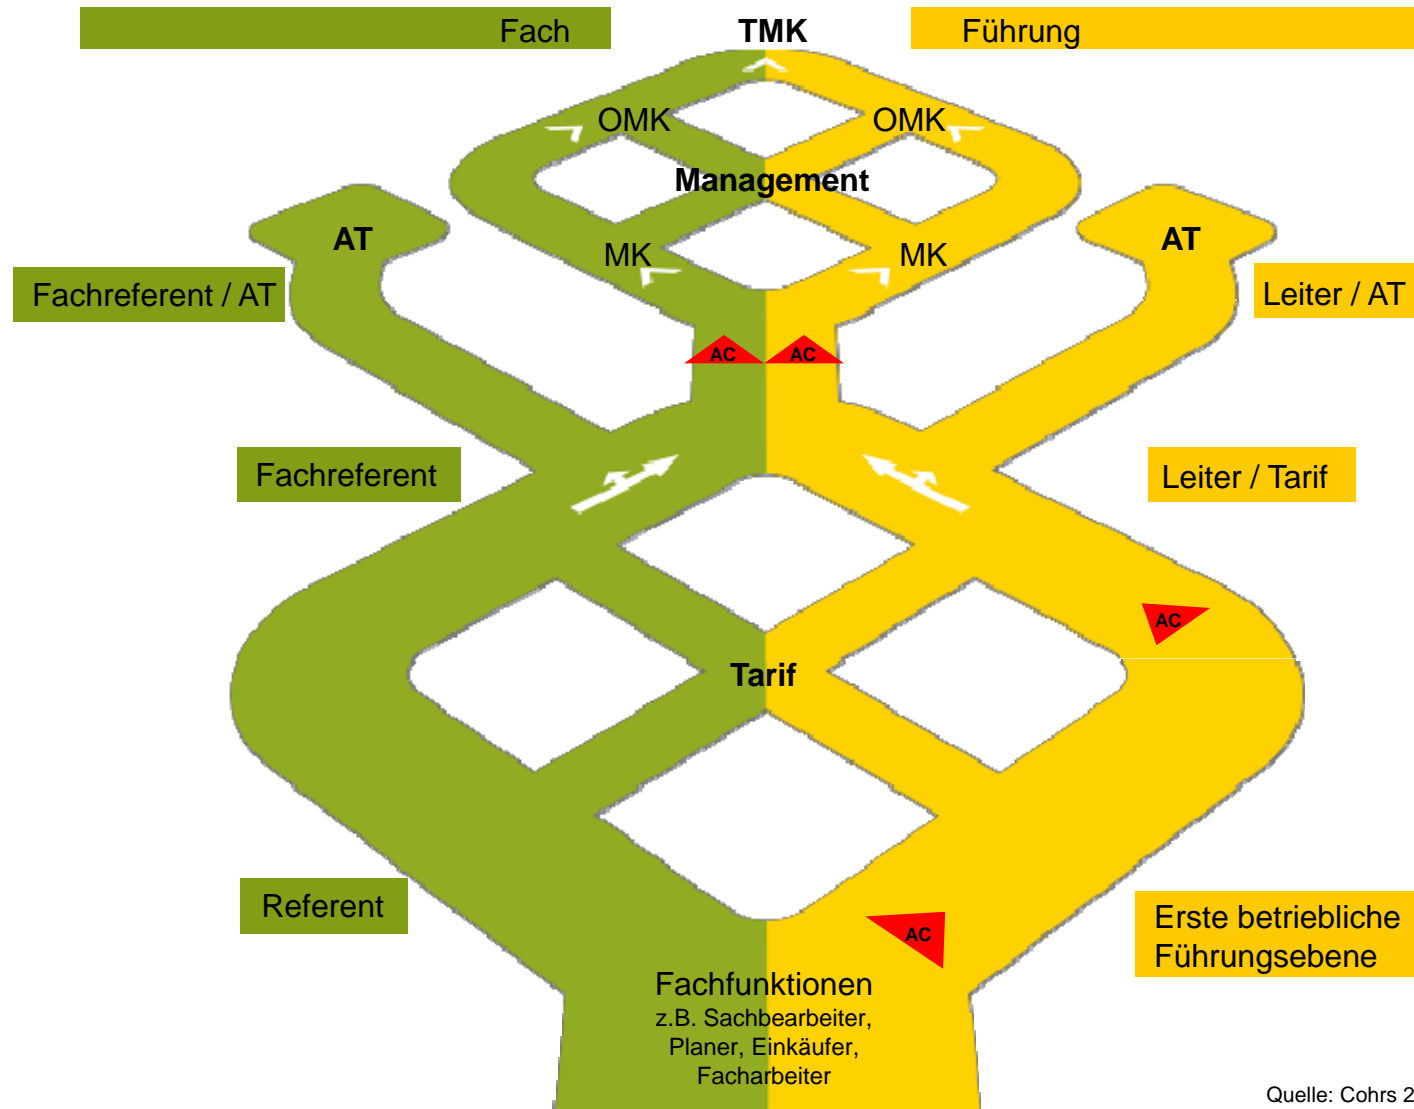 Fach
TMK
Führung
OMK
OMK
Management
AT
AT
MK
MK
Fachreferent / AT
Leiter / AT
AC
AC
Fachreferent
Leiter / Tarif
AC
Tarif
Referent
Erste betriebliche
Führungsebene
AC
Fachfunktionen
z.B. Sachbearbeiter,
Planer, Einkäufer,
Facharbeiter
Quelle: Cohrs 2